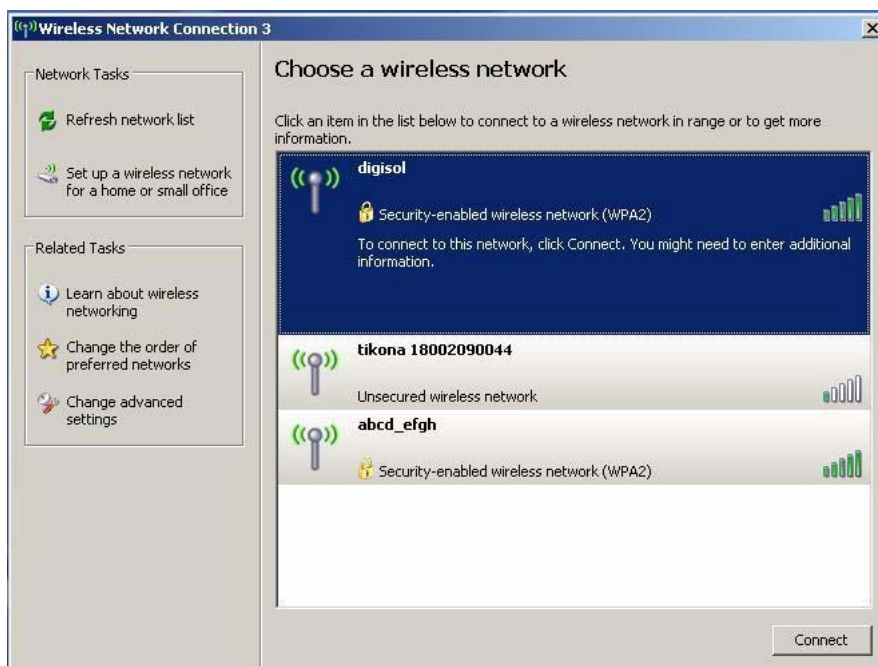 Wireless Network Connection 3
Network Tasks
Refresh network list
Set up a wireless network
for a home or small office
Related Tasks
Learn about wireless
networking
Change the order of
preferred networks
Change advanced
settings
Choose a wireless network
Click an item in the list below to connect to a wireless network in range or to get more
information.
digisol
Security-enabled wireless network (WPA2)
To connect to this network, click Connect. You might need to enter additional
information.
tikona 18002090044
Unsecured wireless network
abcd_efgh
Security-enabled wireless network (WPA2)
Connect